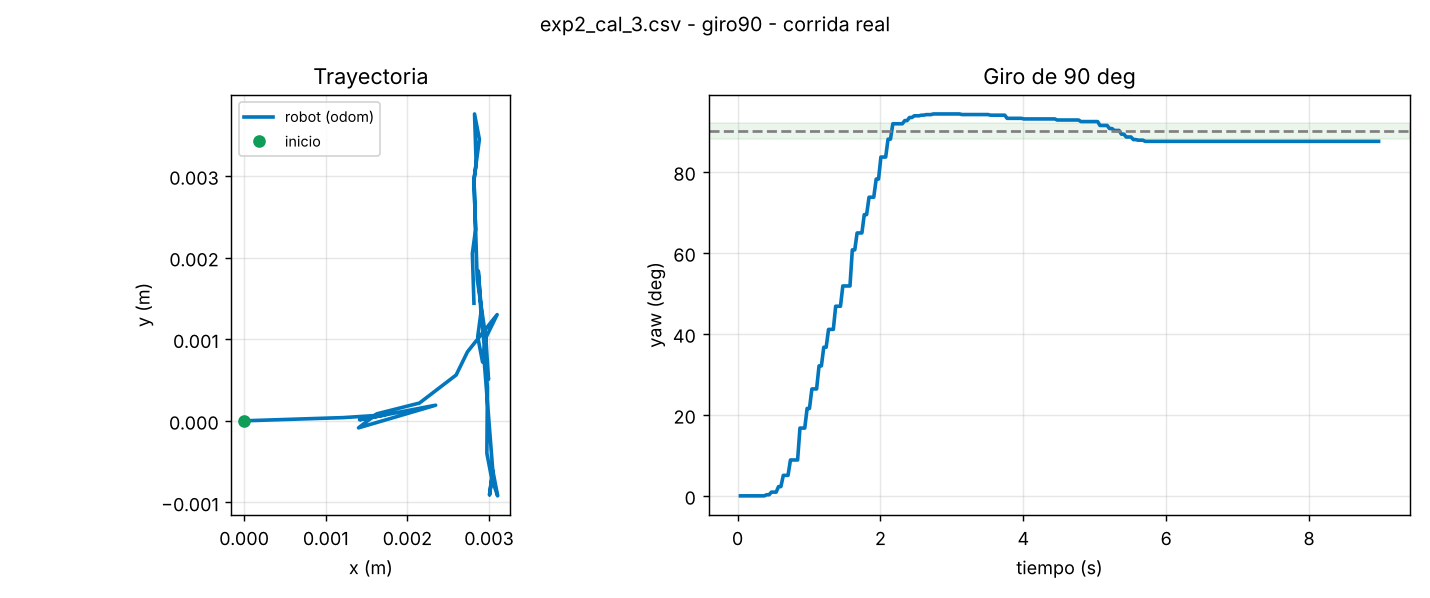 exp2_cal_3.csv - giro90 - corrida real
Trayectoria
robot (odom)
inicio
0.003
0.002
0.001
0.000
−0.001
y (m)
0.000 0.001 0.002 0.003
x (m)
Giro de 90 deg
80
60
40
20
0
yaw (deg)
0 2 4 6 8
tiempo (s)